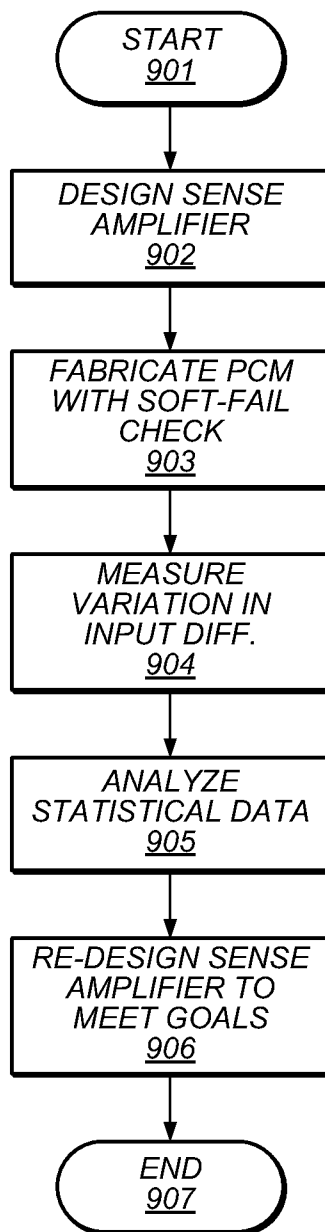 START
901
DESIGN SENSE
AMPLIFIER
902
FABRICATE PCM
WITH SOFT-FAIL
CHECK
903
MEASURE
VARIATION IN
INPUT DIFF.
904
ANALYZE
STATISTICAL DATA
905
RE-DESIGN SENSE
AMPLIFIER TO
MEET GOALS
906
END
907